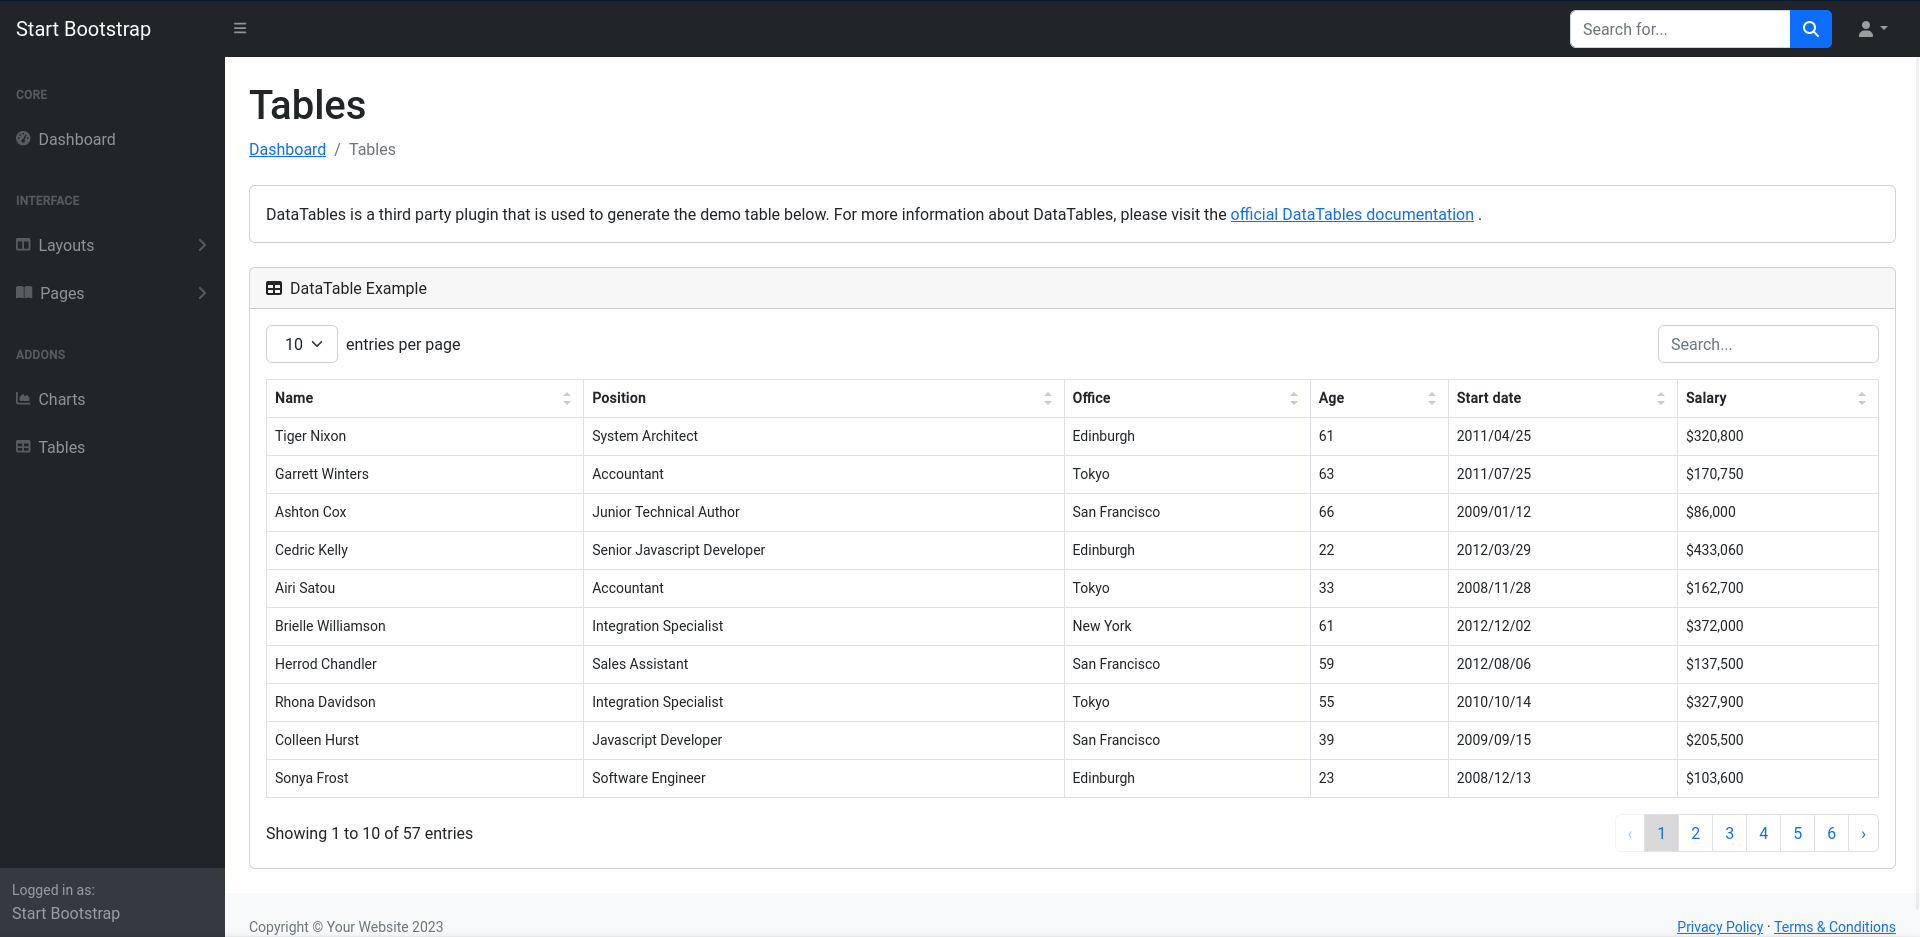 Start Bootstrap
Search for...
CORE
Dashboard
INTERFACE
Layouts
Pages
ADDONS
Charts
Tables
Logged in as:
Start Bootstrap
Tables
Dashboard / Tables
DataTables is a third party plugin that is used to generate the demo table below. For more information about DataTables, please visit the official DataTables documentation .
DataTable Example
10 entries per page Search...
Name Position Office Age Start date Salary
Tiger Nixon System Architect Edinburgh 61 2011/04/25 $320,800
Garrett Winters Accountant Tokyo 63 2011/07/25 $170,750
Ashton Cox Junior Technical Author San Francisco 66 2009/01/12 $86,000
Cedric Kelly Senior Javascript Developer Edinburgh 22 2012/03/29 $433,060
Airi Satou Accountant Tokyo 33 2008/11/28 $162,700
Brielle Williamson Integration Specialist New York 61 2012/12/02 $372,000
Herrod Chandler Sales Assistant San Francisco 59 2012/08/06 $137,500
Rhona Davidson Integration Specialist Tokyo 55 2010/10/14 $327,900
Colleen Hurst Javascript Developer San Francisco 39 2009/09/15 $205,500
Sonya Frost Software Engineer Edinburgh 23 2008/12/13 $103,600
Showing 1 to 10 of 57 entries ‹ 1 2 3 4 5 6 ›
Copyright © Your Website 2023 Privacy Policy · Terms & Conditions